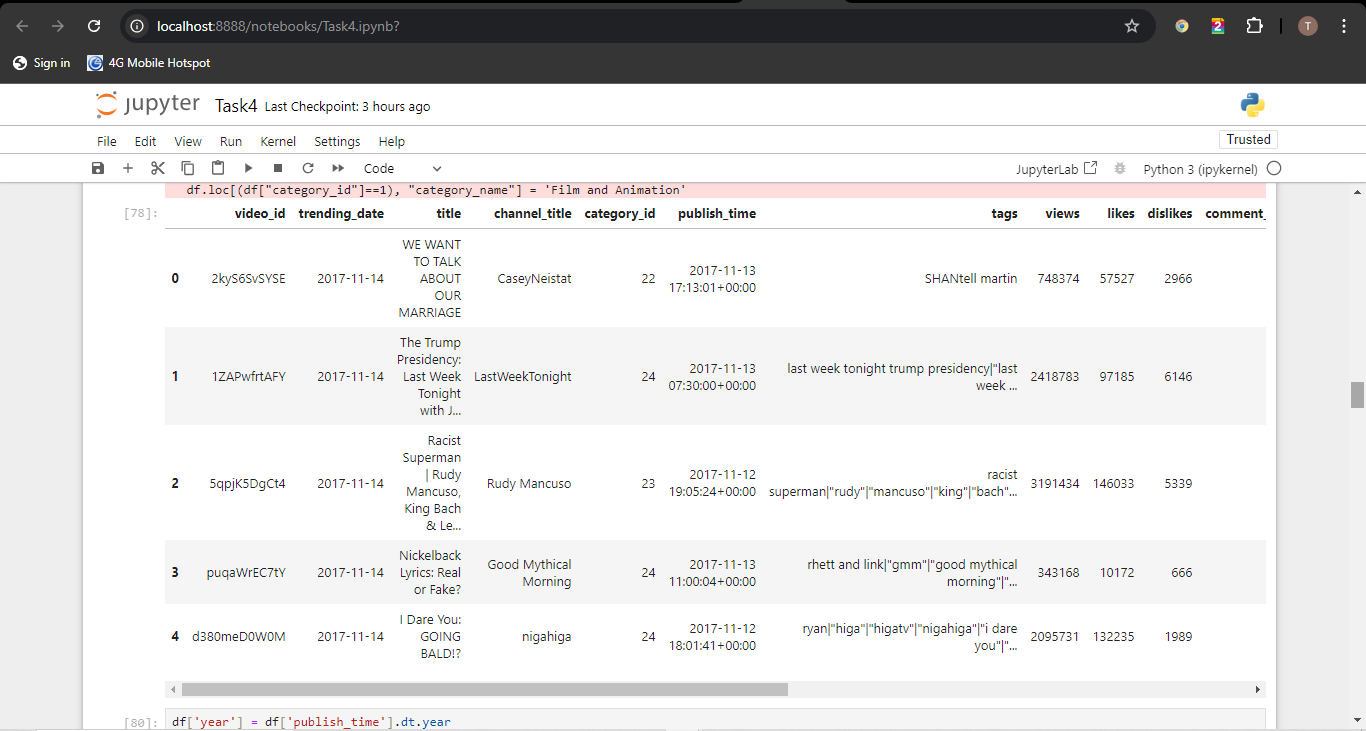 localhost:8888/notebooks/Task4.ipynb?
2
T
Sign in
4G Mobile Hotspot
jupyter Task4 Last Checkpoint: 3 hours ago
File Edit View Run Kernel Settings Help
Trusted
Code
JupyterLab
Python 3 (ipykernel)
df.loc[(df["category_id"]==1), "category_name"] = 'Film and Animation'
[78]:
video_id trending_date title channel_title category_id publish_time tags views likes dislikes comment_
0 2kyS6SvSYSE 2017-11-14 WE WANT
TO TALK
ABOUT
OUR
MARRIAGE
CaseyNeistat 22 2017-11-13
17:13:01+00:00
SHANtell martin 748374 57527 2966
1 1ZAPwfrtAFY 2017-11-14 The Trump
Presidency:
Last Week
Tonight
with J...
LastWeekTonight 24 2017-11-13
07:30:00+00:00
last week tonight trump presidency|"last
week ...
2418783 97185 6146
2 5qpjK5DgCt4 2017-11-14 Racist
Superman
| Rudy
Mancuso,
King Bach
& Le...
Rudy Mancuso 23 2017-11-12
19:05:24+00:00
racist
superman|"rudy"|"mancuso"|"king"|"bach"...
3191434 146033 5339
3 puqaWrEC7tY 2017-11-14 Nickelback
Lyrics: Real
or Fake?
Good Mythical
Morning
24 2017-11-13
11:00:04+00:00
rhett and link|"gmm"|"good mythical
morning"|"...
343168 10172 666
4 d380meD0W0M 2017-11-14 I Dare You:
GOING
BALD!?
nigahiga 24 2017-11-12
18:01:41+00:00
ryan|"higa"|"higatv"|"nigahiga"|"i dare
you"|"...
2095731 132235 1989
[80]:
df['year'] = df['publish_time'].dt.year